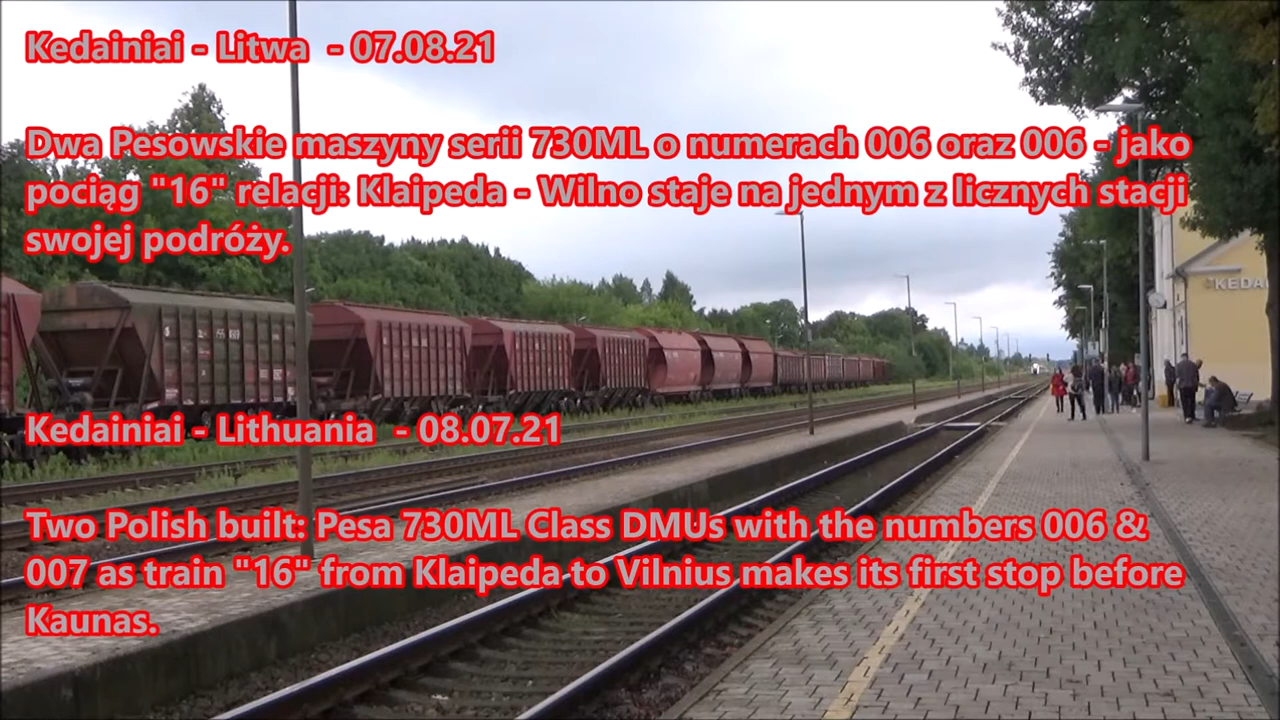 Kedainiai - Litwa - 07.08.21
Dwa Pesowskie maszyny serii 730ML o numerach 006 oraz 006 - jako
pociąg "16" relacji: Klaipeda - Wilno staje na jednym z licznych stacji
swojej podróży.
KEDAI
Kedainiai - Lithuania - 08.07.21
Two Polish built: Pesa 730ML Class DMUs with the numbers 006 &
007 as train "16" from Klaipeda to Vilnius makes its first stop before
Kaunas.